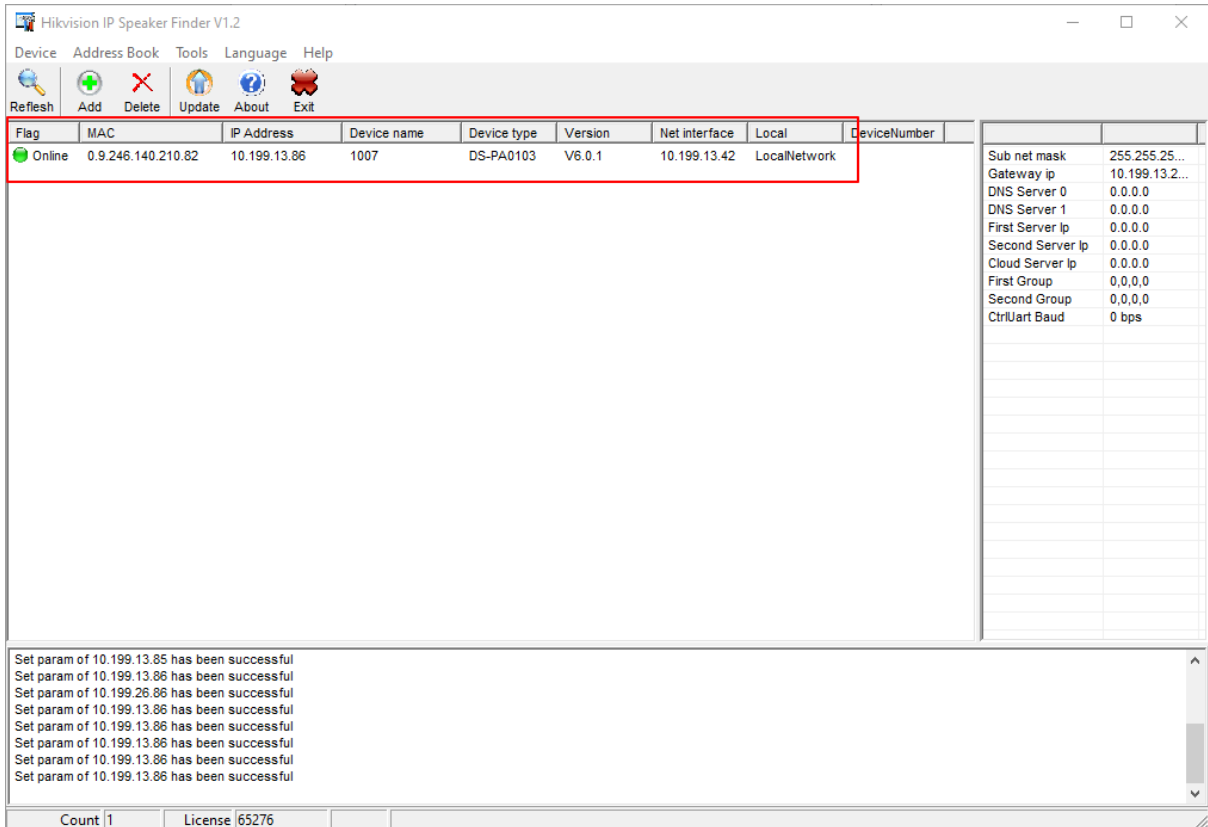 Hikvision IP Speaker Finder V1.2
Device Address Book Tools Language Help
Reflesh Add Delete Update About Exit
Flag MAC IP Address Device name Device type Version Net interface Local DeviceNumber
Online 0.9.246.140.210.82 10.199.13.86 1007 DS-PA0103 V6.0.1 10.199.13.42 LocalNetwork
Sub net mask 255.255.25...
Gateway ip 10.199.13.2...
DNS Server 0 0.0.0.0
DNS Server 1 0.0.0.0
First Server Ip 0.0.0.0
Second Server Ip 0.0.0.0
Cloud Server Ip 0.0.0.0
First Group 0,0,0,0
Second Group 0,0,0,0
CtrlUart Baud 0 bps
Set param of 10.199.13.85 has been successful
Set param of 10.199.13.86 has been successful
Set param of 10.199.26.86 has been successful
Set param of 10.199.13.86 has been successful
Set param of 10.199.13.86 has been successful
Set param of 10.199.13.86 has been successful
Set param of 10.199.13.86 has been successful
Set param of 10.199.13.86 has been successful
Count 1 License 65276